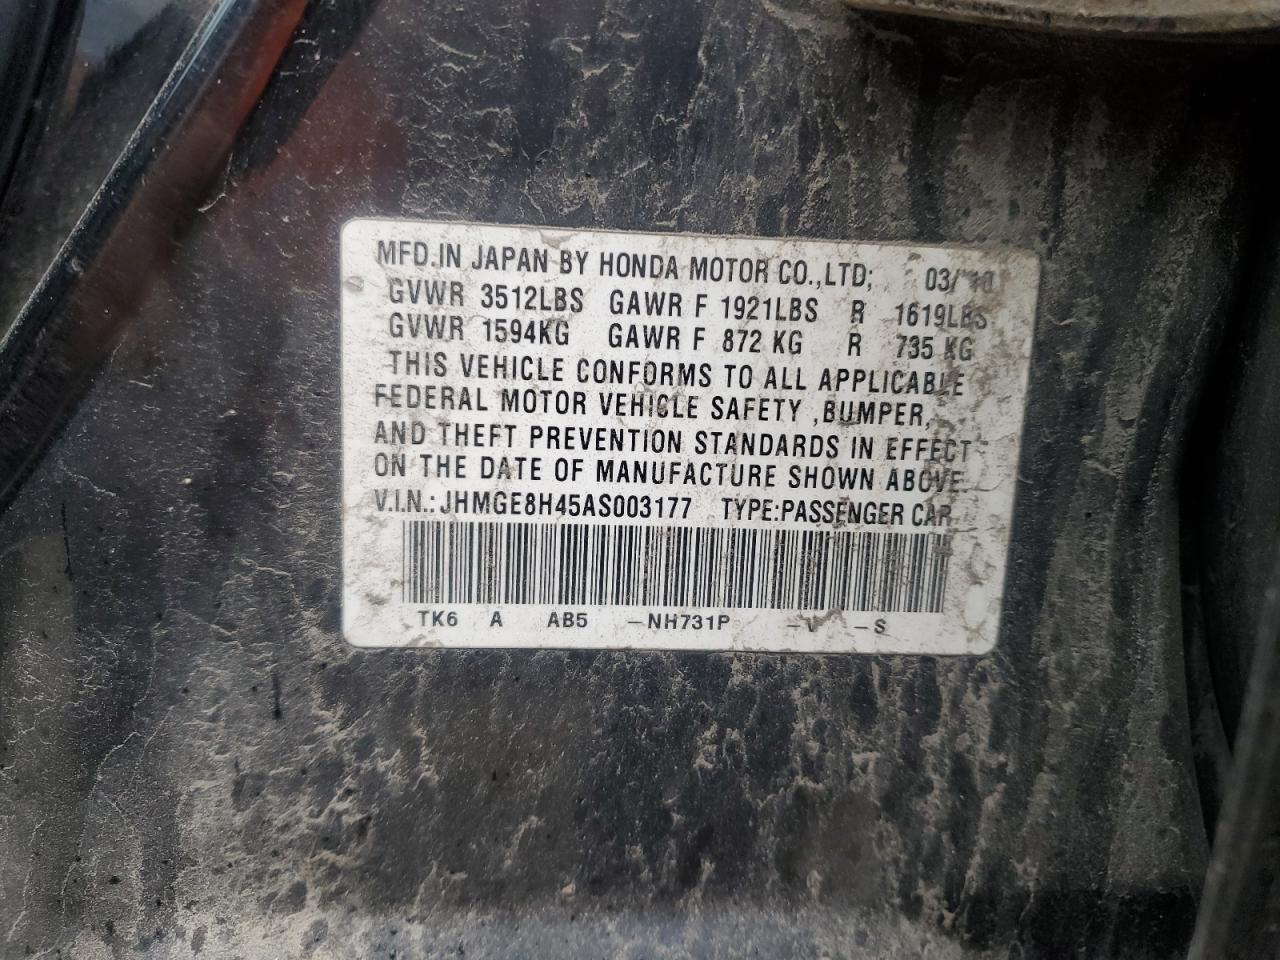 MFD.IN JAPAN BY HONDA MOTOR CO.,LTD; 03/'10
GVWR 3512LBS GAWR F 1921LBS R 1619LBS
GVWR 1594KG GAWR F 872 KG R 735 KG
THIS VEHICLE CONFORMS TO ALL APPLICABLE
FEDERAL MOTOR VEHICLE SAFETY ,BUMPER,
AND THEFT PREVENTION STANDARDS IN EFFECT
ON THE DATE OF MANUFACTURE SHOWN ABOVE.
V.I.N.:JHMGE8H45AS003177 TYPE:PASSENGER CAR
TK6 A AB5 -NH731P -S